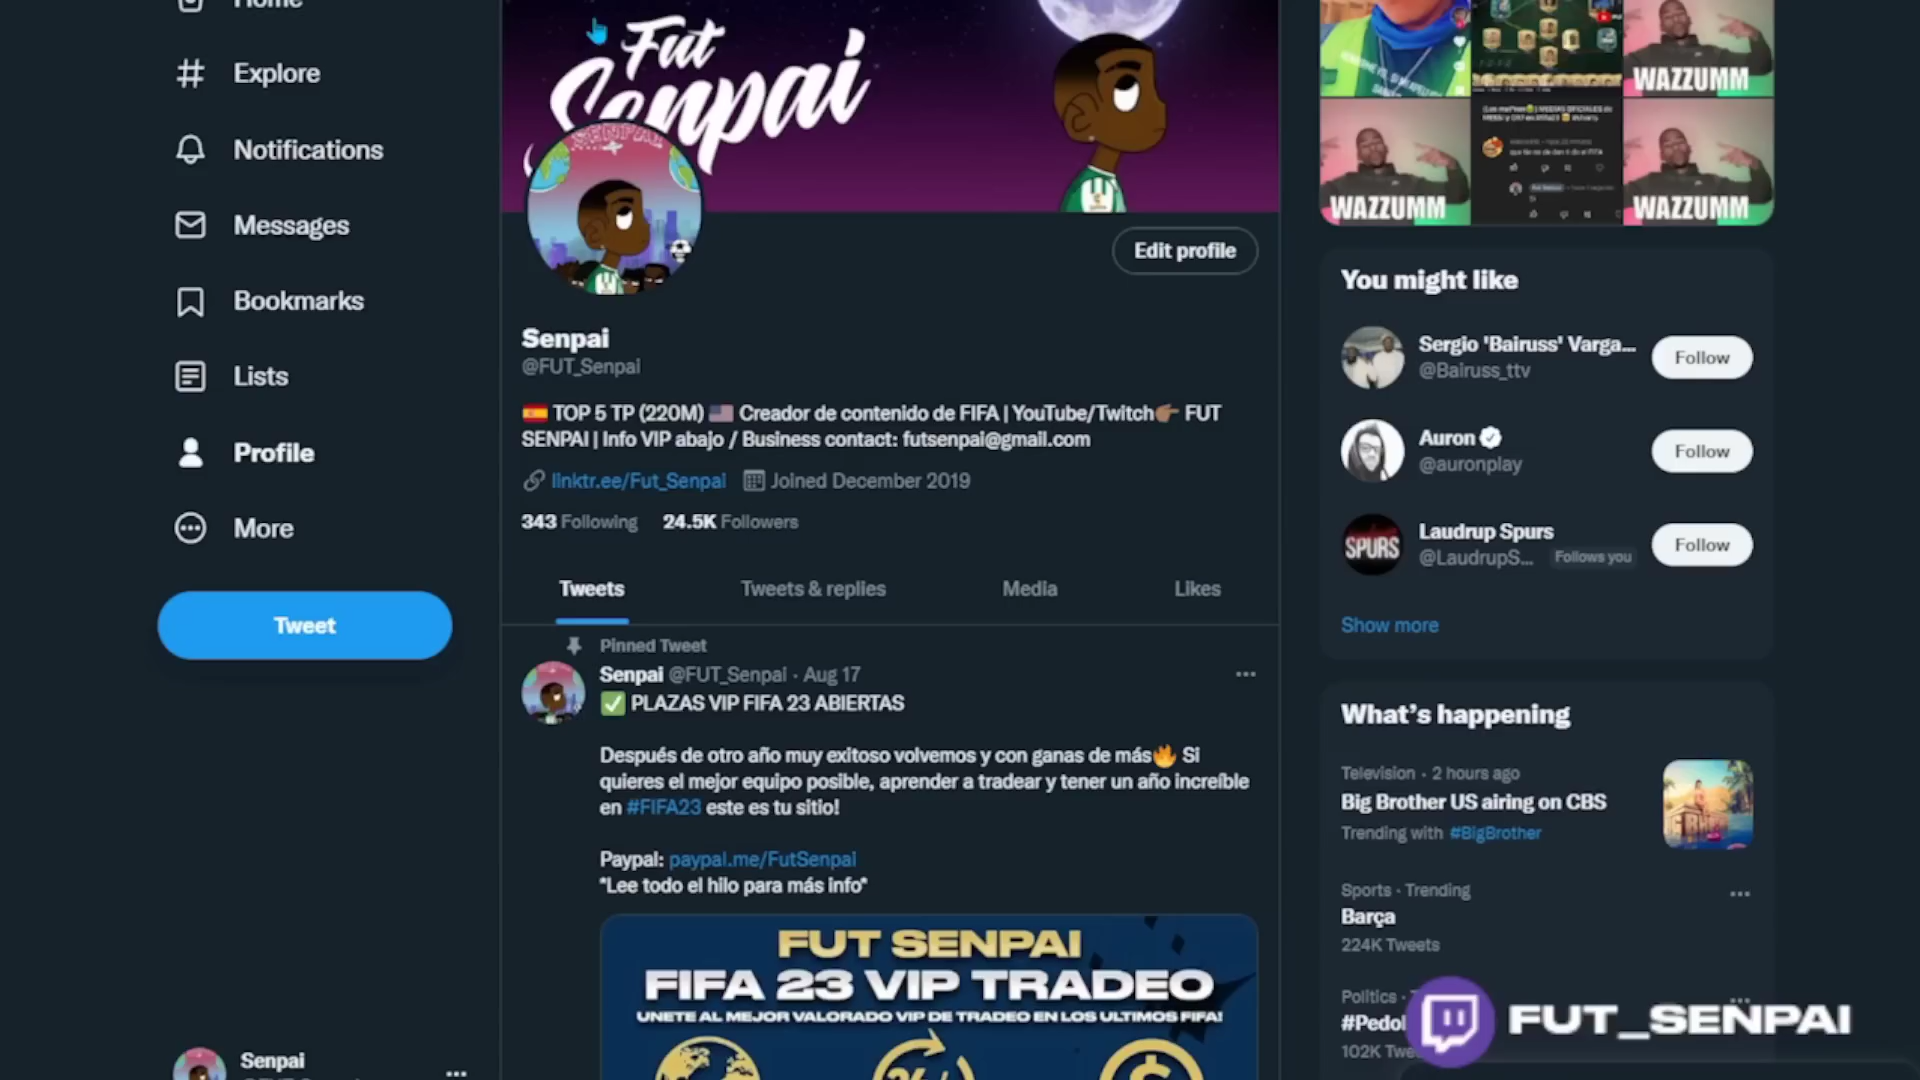 Home
Explore
Notifications
Messages
Bookmarks
Lists
Profile
More
Tweet
Senpai
Fut
Senpai
SENPAI
Edit profile
Senpai
@FUT_Senpai
🇪🇸 TOP 5 TP (220M) 🇺🇸 Creador de contenido de FIFA | YouTube/Twitch👉🏾 FUT
SENPAI | Info VIP abajo / Business contact: futsenpai@gmail.com
linktr.ee/Fut_Senpai Joined December 2019
343 Following 24.5K Followers
Tweets Tweets & replies Media Likes
Pinned Tweet
Senpai @FUT_Senpai · Aug 17
✅ PLAZAS VIP FIFA 23 ABIERTAS
Después de otro año muy exitoso volvemos y con ganas de más🔥 Si
quieres el mejor equipo posible, aprender a tradear y tener un año increíble
en #FIFA23 este es tu sitio!
Paypal: paypal.me/FutSenpai
*Lee todo el hilo para más info*
FUT SENPAI
FIFA 23 VIP TRADEO
UNETE AL MEJOR VALORADO VIP DE TRADEO EN LOS ULTIMOS FIFA!
WAZZUMM
WAZZUMM
WAZZUMM
You might like
Sergio 'Bairuss' Varga...
@Bairuss_ttv
Follow
Auron
@auronplay
Follow
SPURS
Laudrup Spurs
@LaudrupS... Follows you
Follow
Show more
What's happening
Television · 2 hours ago
Big Brother US airing on CBS
Trending with #BigBrother
Sports · Trending
Barça
224K Tweets
Politics ·
102K
FUT_SENPAI